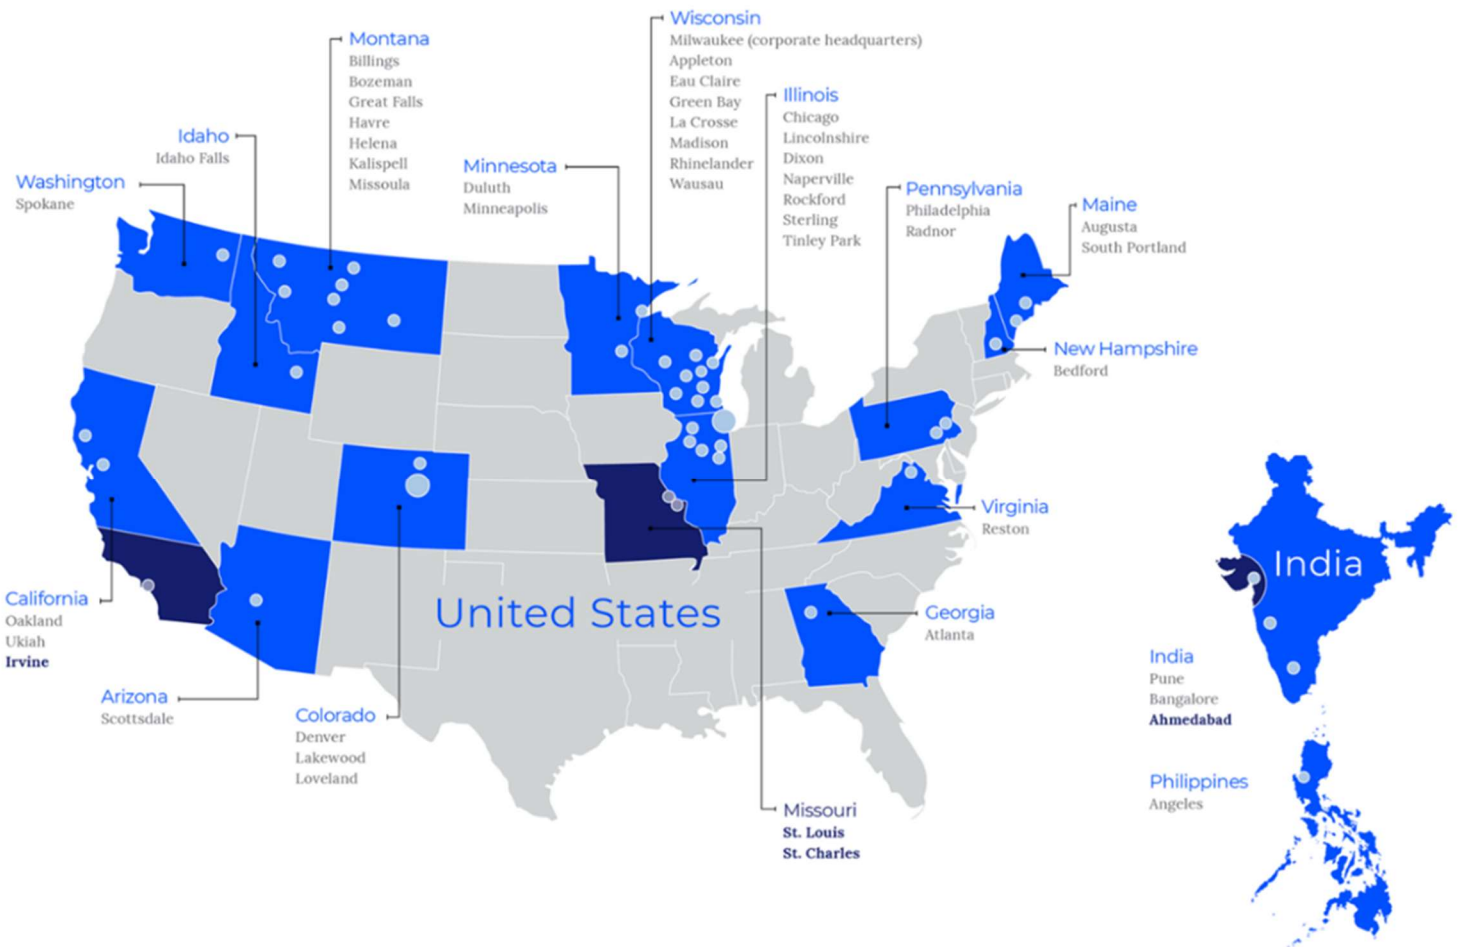 Wisconsin
Milwaukee (corporate headquarters)
Appleton
Eau Claire
Green Bay
La Crosse
Madison
Rhinelander
Wausau
Montana
Billings
Bozeman
Great Falls
Havre
Helena
Kalispell
Missoula
Illinois
Chicago
Lincolnshire
Dixon
Naperville
Rockford
Sterling
Tinley Park
Idaho
Idaho Falls
Minnesota
Duluth
Minneapolis
Washington
Spokane
Pennsylvania
Philadelphia
Radnor
Maine
Augusta
South Portland
New Hampshire
Bedford
Virginia
Reston
India
United States
California
Oakland
Ukiah
Irvine
Georgia
Atlanta
Arizona
Scottsdale
Colorado
Denver
Lakewood
Loveland
Missouri
St. Louis
St. Charles
India
Pune
Bangalore
Ahmedabad
Philippines
Angeles